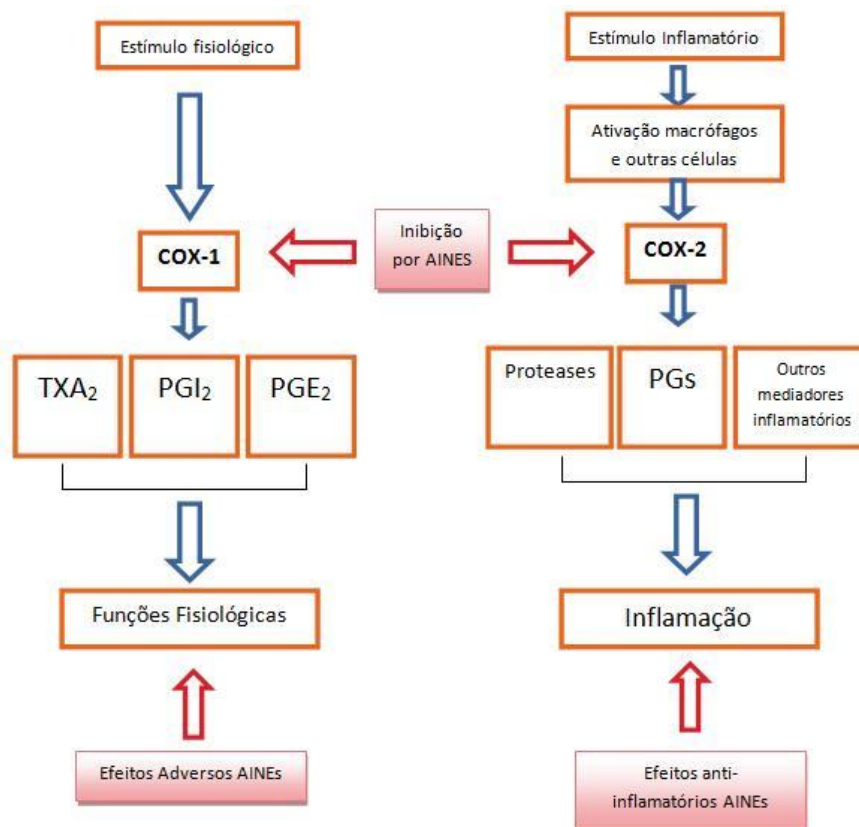 Estímulo fisiológico
Estímulo Inflamatório
Ativação macrófagos
e outras células
COX-1
Inibição
por AINES
COX-2
TXA₂
PGI₂
PGE₂
Proteases
PGs
Outros
mediadores
inflamatórios
Funções Fisiológicas
Inflamação
Efeitos Adversos AINEs
Efeitos anti-
inflamatórios AINEs